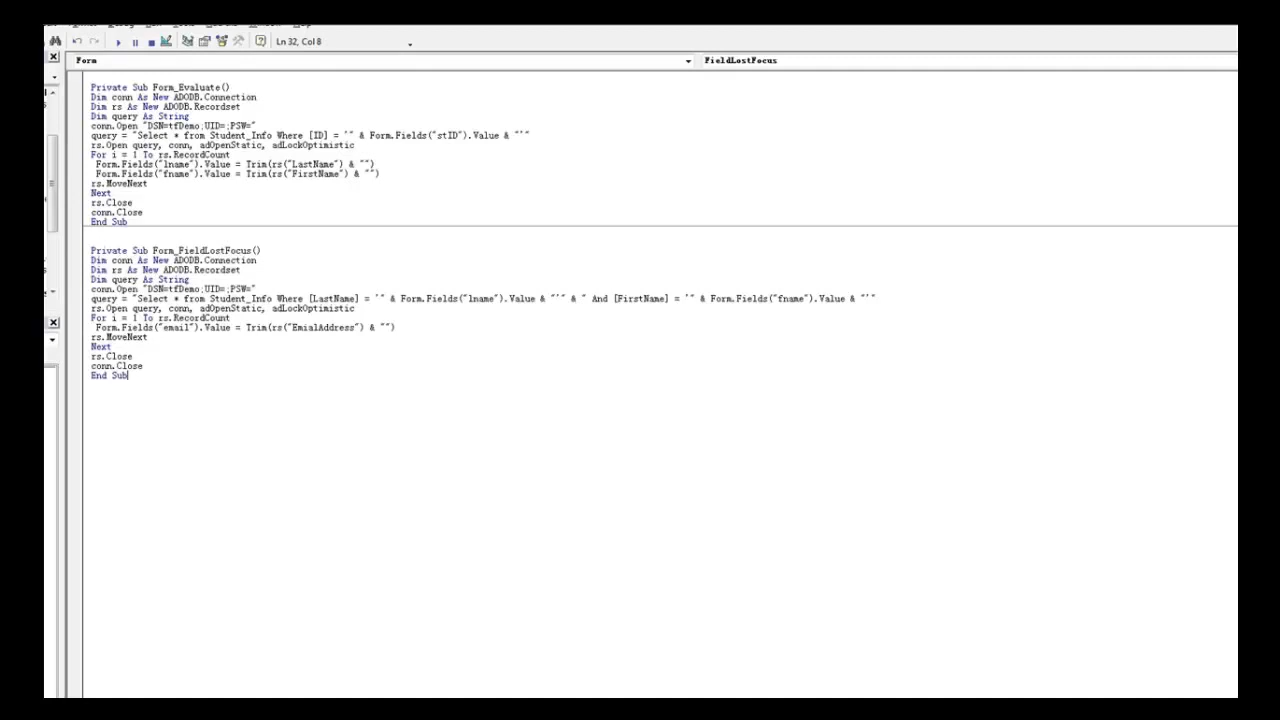 Ln 32, Col 8
Form
FieldLostFocus
Private Sub Form_Evaluate()
Dim conn As New ADODB.Connection
Dim rs As New ADODB.Recordset
Dim query As String
conn.Open "DSN=tfDemo;UID=;PSW="
query = "Select * from Student_Info Where [ID] = '" & Form.Fields("stID").Value & "'"
rs.Open query, conn, adOpenStatic, adLockOptimistic
For i = 1 To rs.RecordCount
Form.Fields("lname").Value = Trim(rs("LastName") & "")
Form.Fields("fname").Value = Trim(rs("FirstName") & "")
rs.MoveNext
Next
rs.Close
conn.Close
End Sub
Private Sub Form_FieldLostFocus()
Dim conn As New ADODB.Connection
Dim rs As New ADODB.Recordset
Dim query As String
conn.Open "DSN=tfDemo;UID=;PSW="
query = "Select * from Student_Info Where [LastName] = '" & Form.Fields("lname").Value & "'" & " And [FirstName] = '" & Form.Fields("fname").Value & "'"
rs.Open query, conn, adOpenStatic, adLockOptimistic
For i = 1 To rs.RecordCount
Form.Fields("email").Value = Trim(rs("EmialAddress") & "")
rs.MoveNext
Next
rs.Close
conn.Close
End Sub